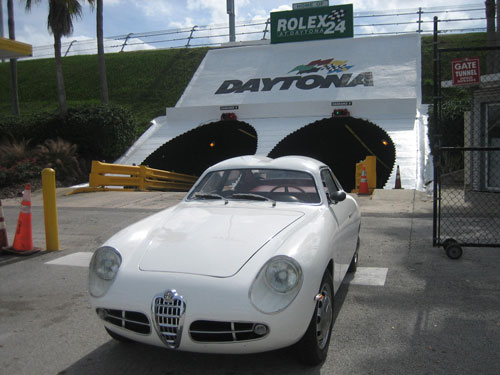 ROLEX
AT DAYTONA
24
DAYTONA
GATE
TUNNEL